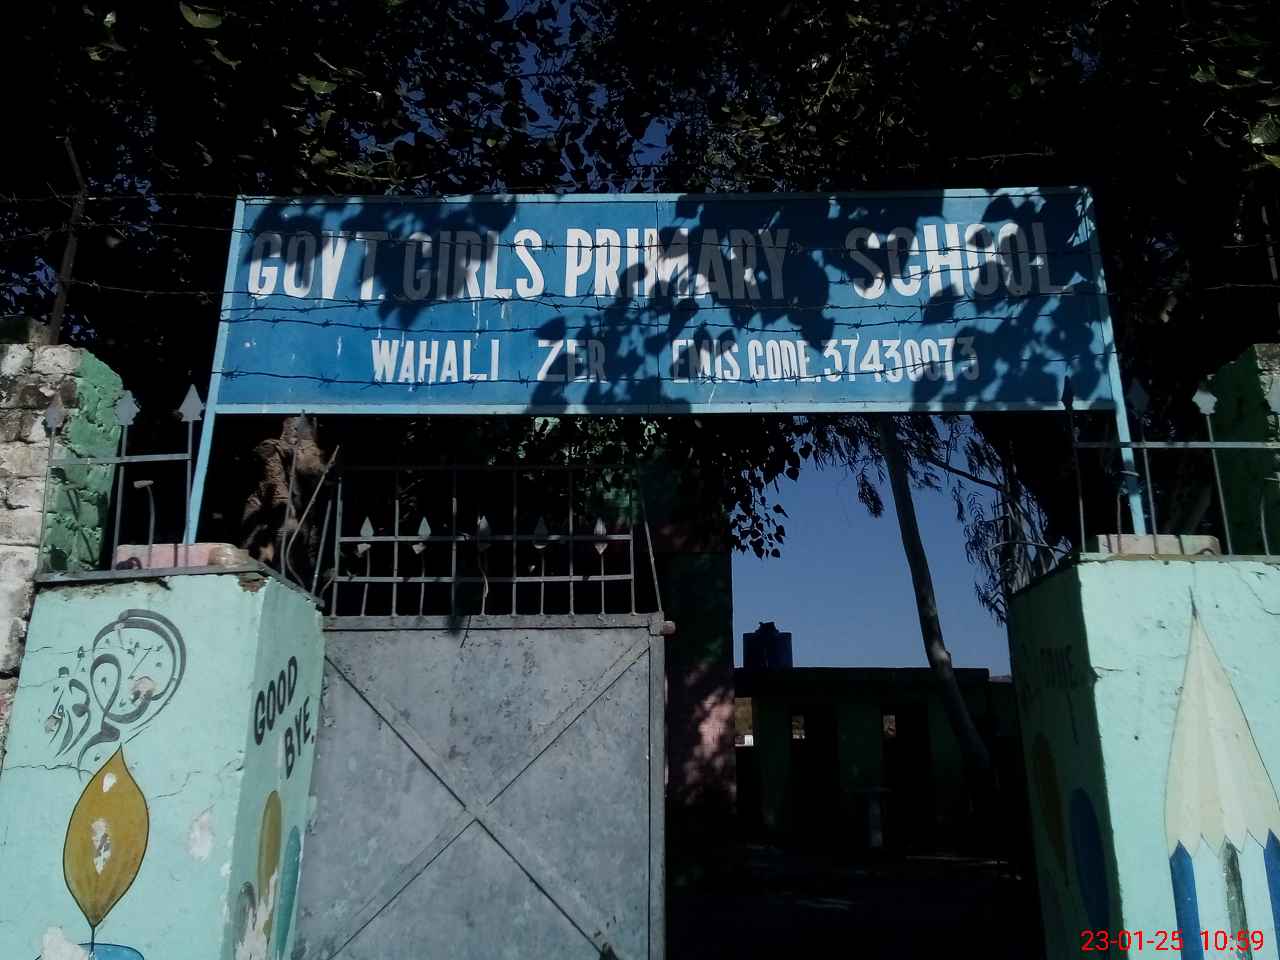 GOVT GIRLS PRIMARY SCHOOL
WAHALI ZER EMIS CODE. 37430073
GOOD
BYE.
23-01-25 10:59